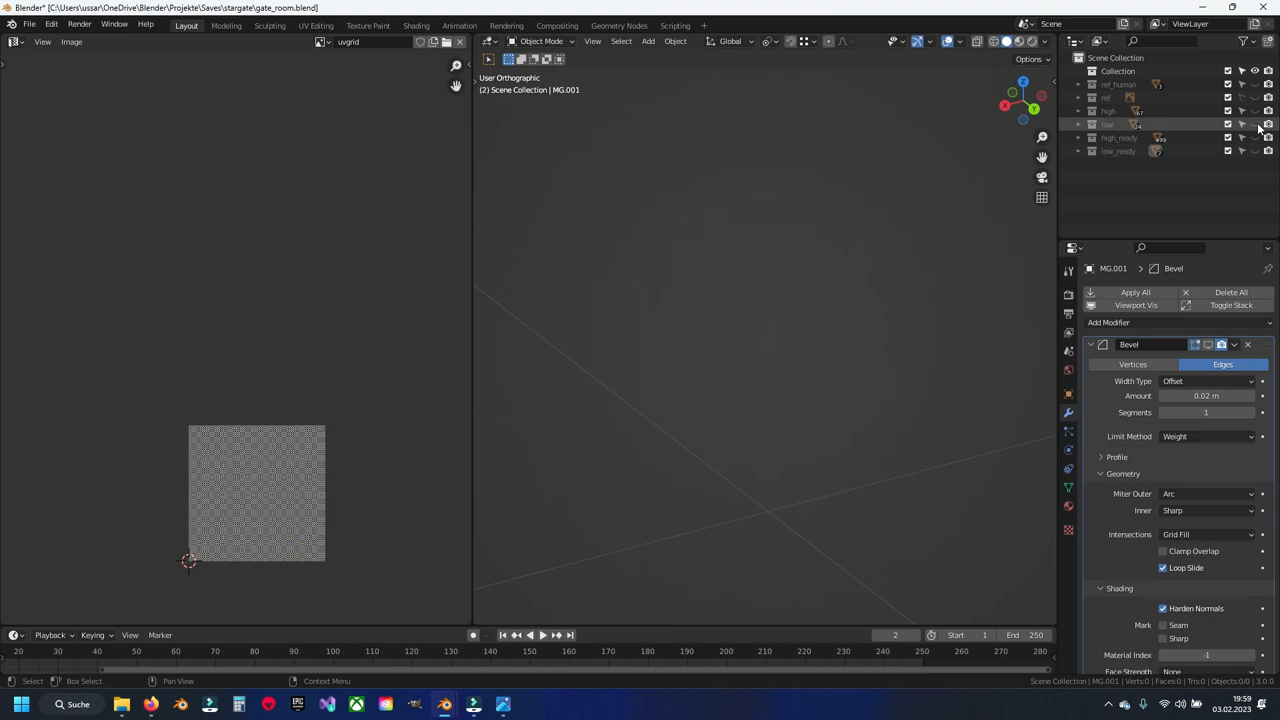 Blender* [C:\Users\ussar\OneDrive\Blender\Projekte\Saves\stargate\gate_room.blend]
File Edit Render Window Help Layout Modeling Sculpting UV Editing Texture Paint Shading Animation Rendering Compositing Geometry Nodes Scripting + Scene ViewLayer
View Image uvgrid
Object Mode View Select Add Object Global
Options
User Orthographic
(2) Scene Collection | MG.001
X Y Z
Scene Collection
Collection
ref_human 3
ref
high 67
low 24
high_ready 499
low_ready 7
MG.001 > Bevel
Apply All Delete All
Viewport Vis Toggle Stack
Add Modifier
Bevel
Vertices Edges
Width Type Offset
Amount 0.02 m
Segments 1
Limit Method Weight
Profile
Geometry
Miter Outer Arc
Inner Sharp
Intersections Grid Fill
Clamp Overlap
Loop Slide
Shading
Harden Normals
Mark Seam
Sharp
Material Index -1
Face Strength None
Playback Keying View Marker 2 Start 1 End 250
20 30 40 50 60 70 80 90 100 110 120 130 140 150 160 170 180 190 200 210 220 230 240 250 260 270 280
Select Box Select Pan View Context Menu Scene Collection | MG.001 | Verts:0 | Faces:0 | Tris:0 | Objects:0/0 | 3.0.0
Suche
19:59
03.02.2023